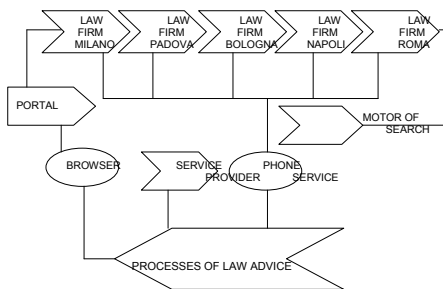 LAW FIRM MILANO
LAW FIRM PADOVA
LAW FIRM BOLOGNA
LAW FIRM NAPOLI
LAW FIRM ROMA
PORTAL
MOTOR OF SEARCH
BROWSER
SERVICE PROVIDER
PHONE SERVICE
PROCESSES OF LAW ADVICE